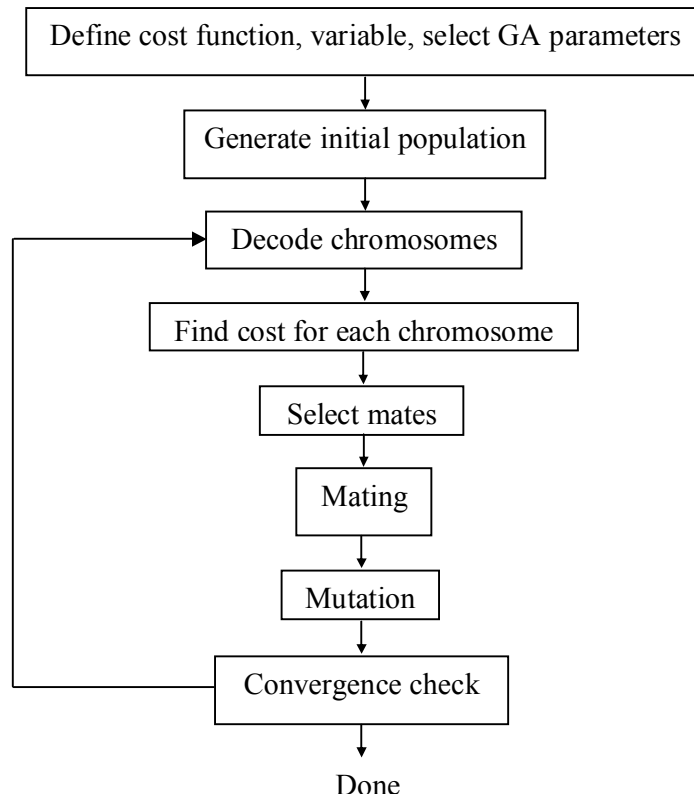 Define cost function, variable, select GA parameters
Generate initial population
Decode chromosomes
Find cost for each chromosome
Select mates
Mating
Mutation
Convergence check
Done